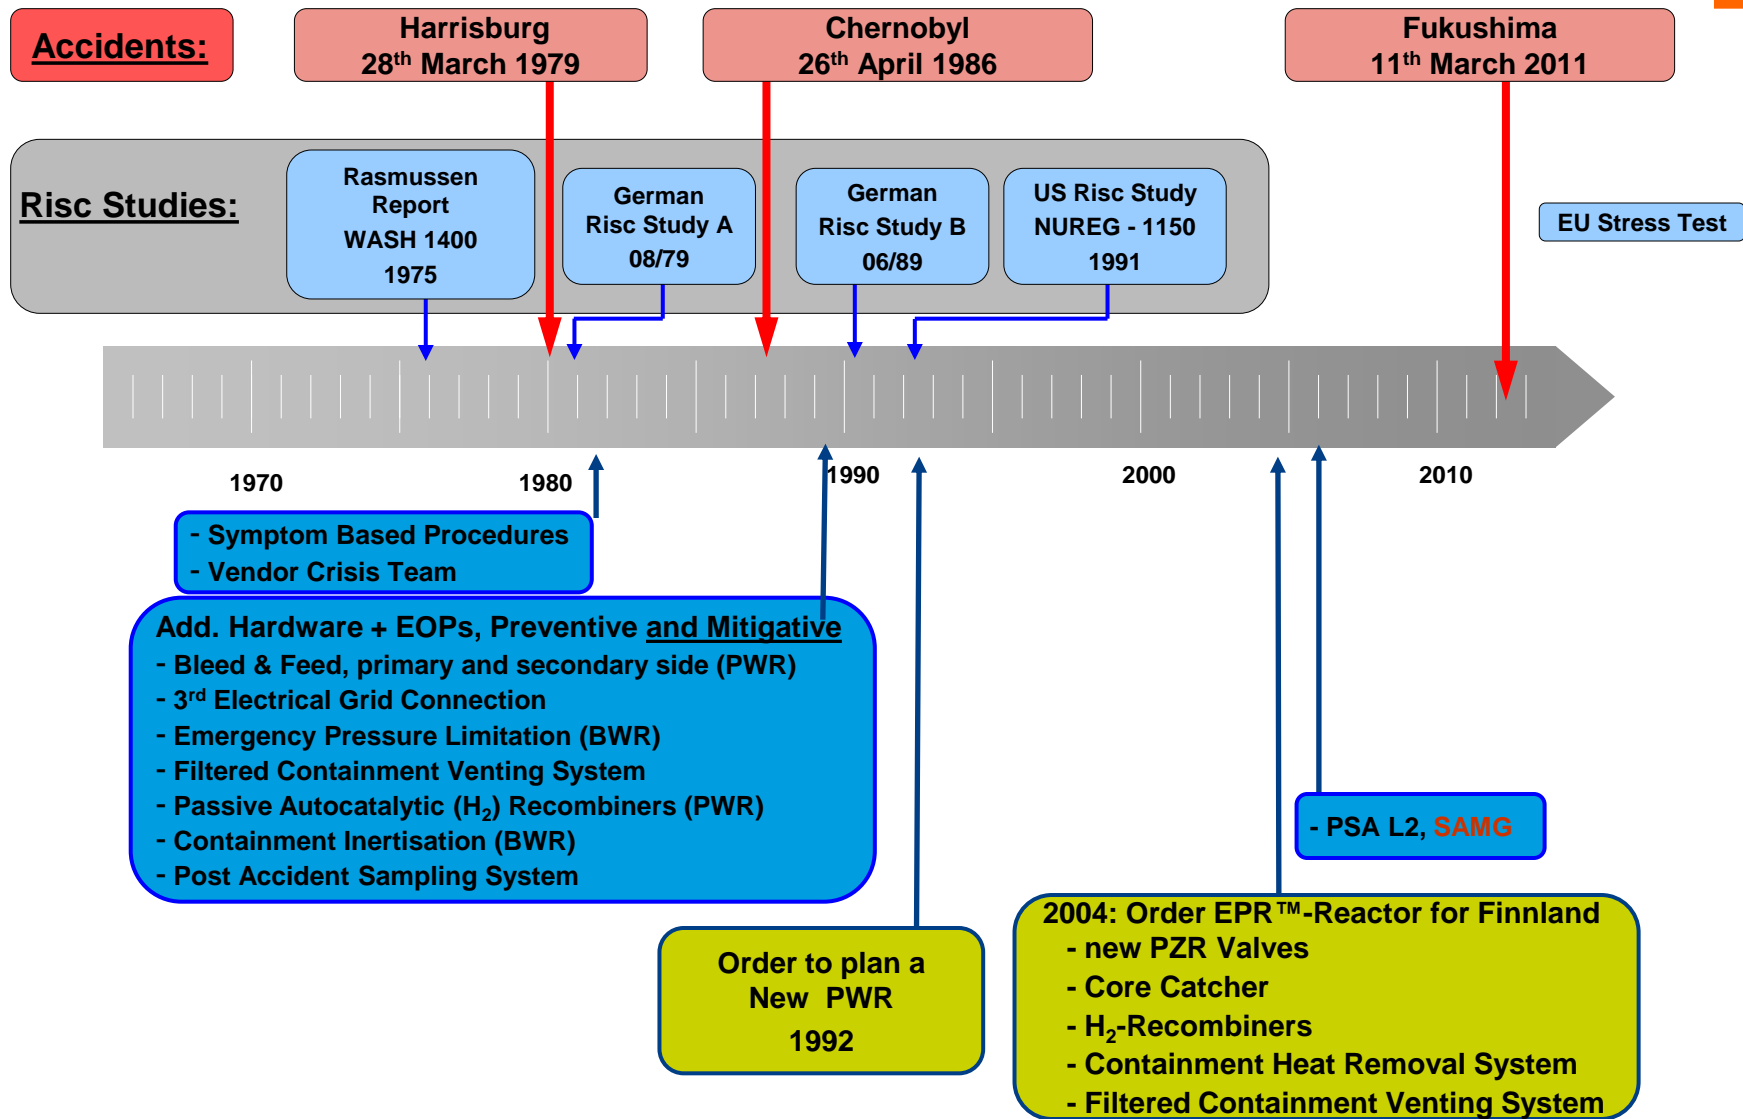 Accidents:
Harrisburg
28th March 1979
Chernobyl
26th April 1986
Fukushima
11th March 2011
Risc Studies:
Rasmussen
Report
WASH 1400
1975
German
Risc Study A
08/79
German
Risc Study B
06/89
US Risc Study
NUREG - 1150
1991
EU Stress Test
1970
1980
1990
2000
2010
- Symptom Based Procedures
- Vendor Crisis Team
Add. Hardware + EOPs, Preventive and Mitigative
- Bleed & Feed, primary and secondary side (PWR)
- 3rd Electrical Grid Connection
- Emergency Pressure Limitation (BWR)
- Filtered Containment Venting System
- Passive Autocatalytic (H2) Recombiners (PWR)
- Containment Inertisation (BWR)
- Post Accident Sampling System
- PSA L2, SAMG
Order to plan a
New PWR
1992
2004: Order EPR™-Reactor for Finnland
- new PZR Valves
- Core Catcher
- H2-Recombiners
- Containment Heat Removal System
- Filtered Containment Venting System